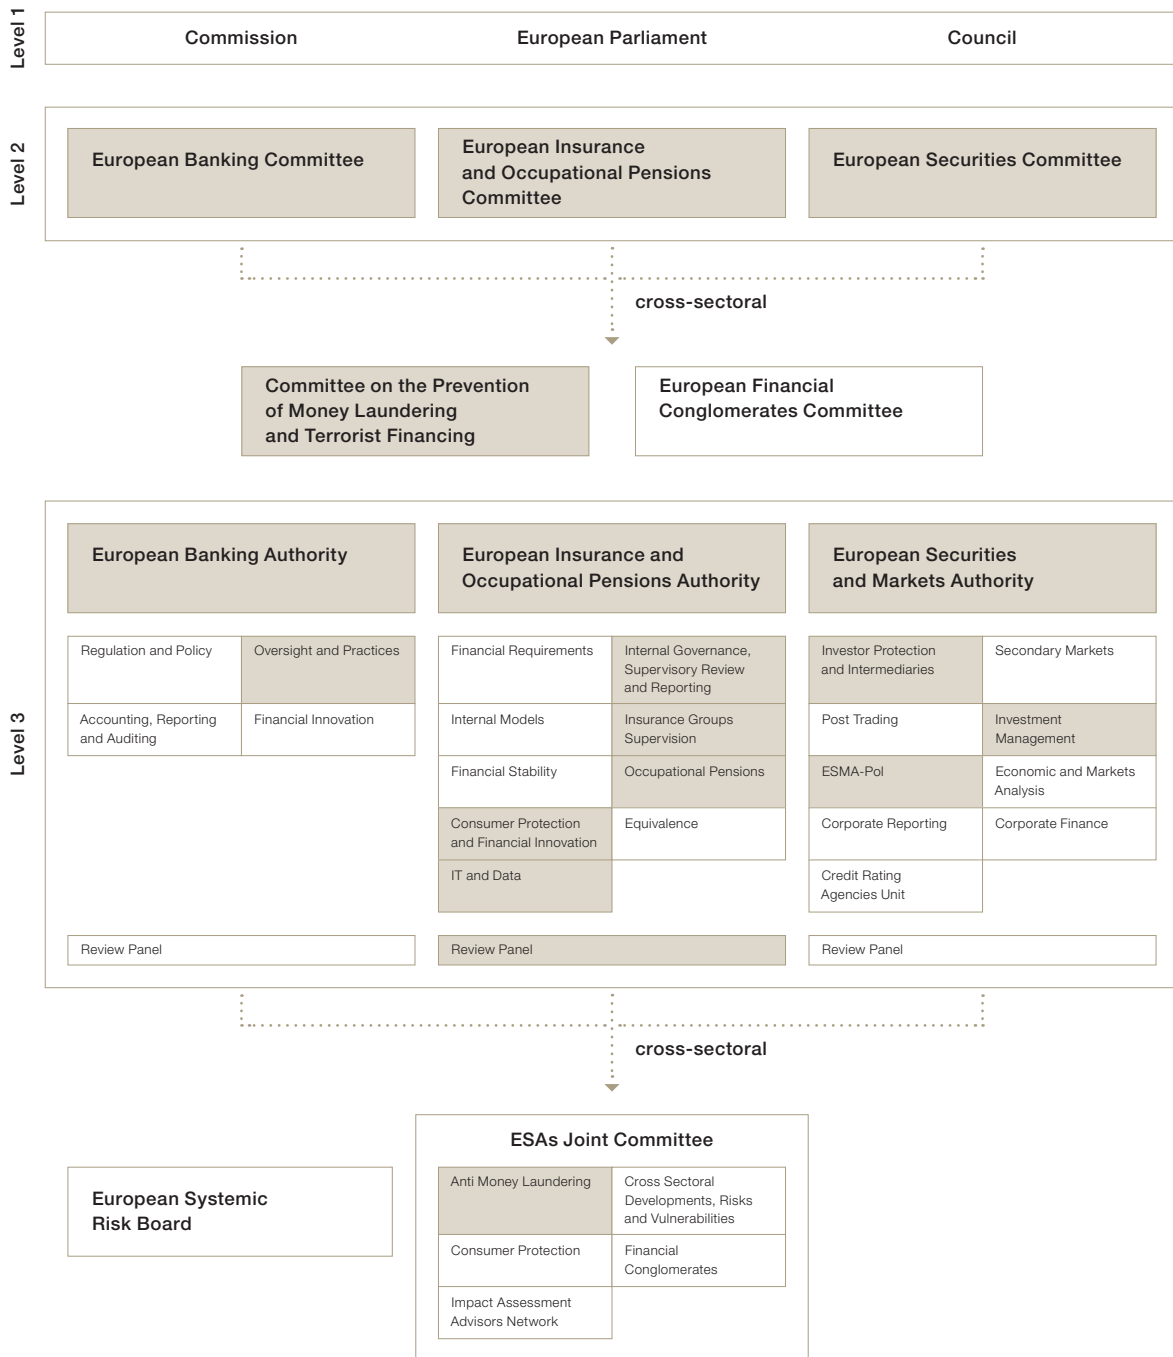 Level 1
Commission
European Parliament
Council
Level 2
European Banking Committee
European Insurance
and Occupational Pensions
Committee
European Securities Committee
cross-sectoral
Committee on the Prevention
of Money Laundering
and Terrorist Financing
European Financial
Conglomerates Committee
Level 3
European Banking Authority
European Insurance and
Occupational Pensions Authority
European Securities
and Markets Authority
Regulation and Policy
Oversight and Practices
Accounting, Reporting
and Auditing
Financial Innovation
Review Panel
Financial Requirements
Internal Governance,
Supervisory Review
and Reporting
Internal Models
Insurance Groups
Supervision
Financial Stability
Occupational Pensions
Consumer Protection
and Financial Innovation
Equivalence
IT and Data
Review Panel
Investor Protection
and Intermediaries
Secondary Markets
Post Trading
Investment
Management
ESMA-Pol
Economic and Markets
Analysis
Corporate Reporting
Corporate Finance
Credit Rating
Agencies Unit
Review Panel
cross-sectoral
European Systemic
Risk Board
ESAs Joint Committee
Anti Money Laundering
Cross Sectoral
Developments, Risks
and Vulnerabilities
Consumer Protection
Financial
Conglomerates
Impact Assessment
Advisors Network